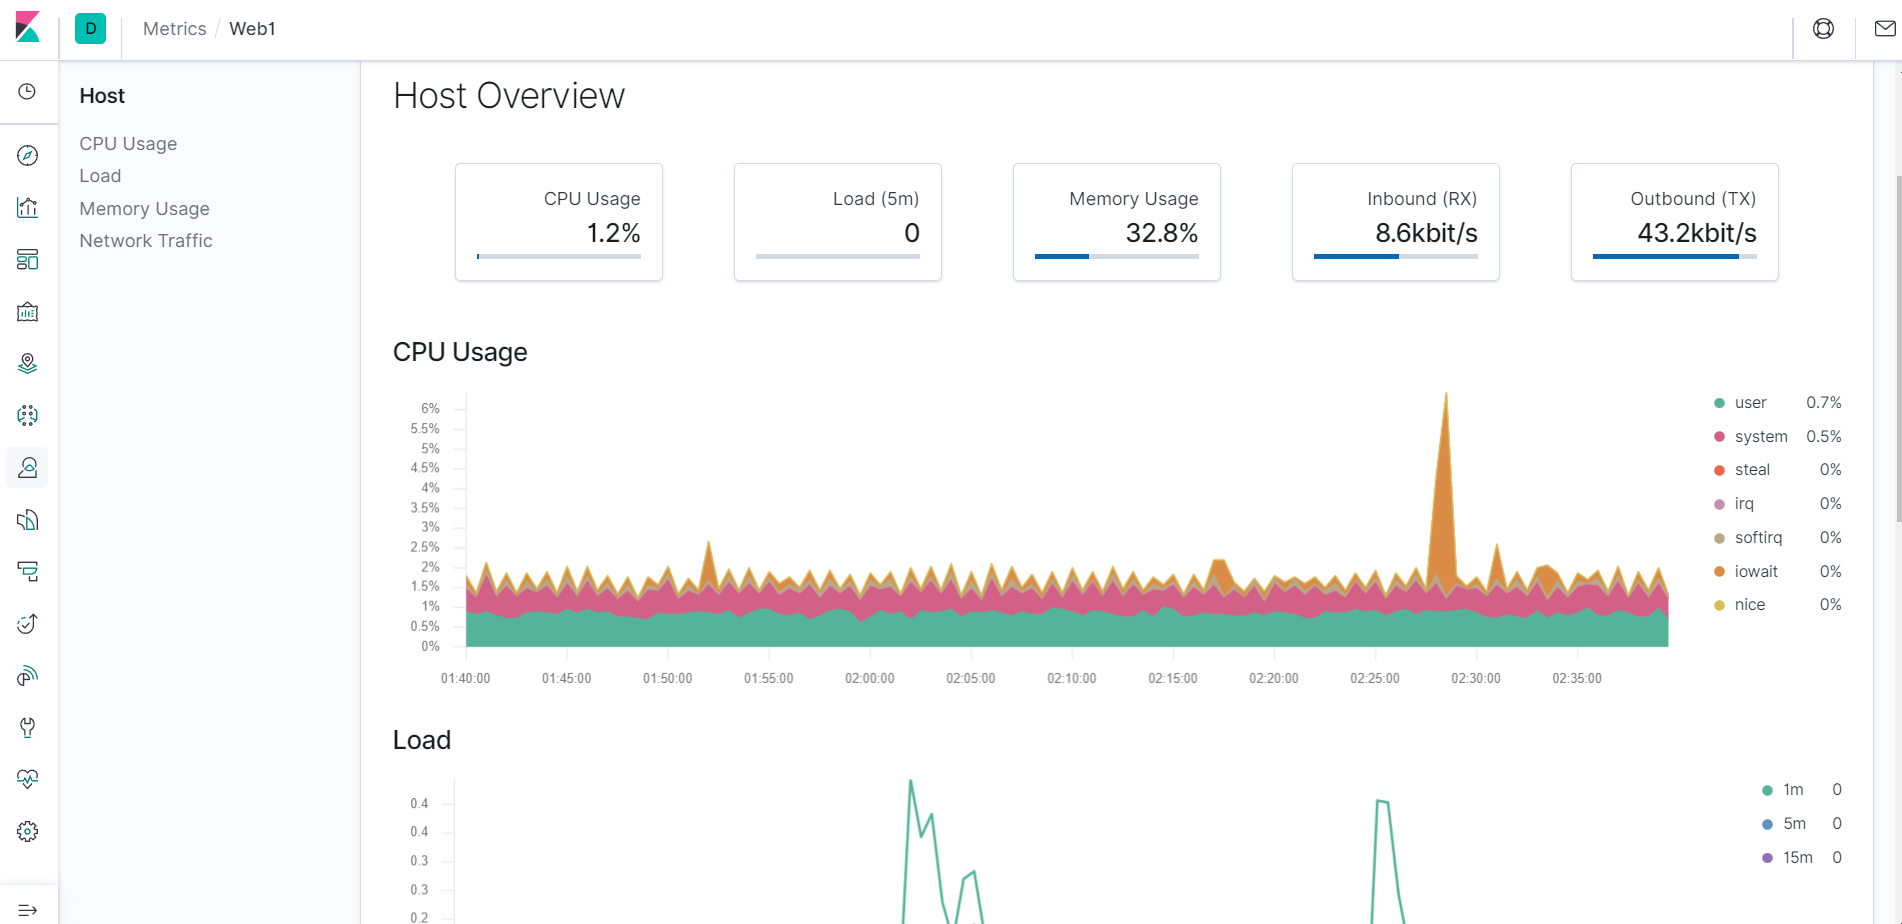 D Metrics / Web1
Host
CPU Usage
Load
Memory Usage
Network Traffic
Host Overview
CPU Usage
1.2%
Load (5m)
0
Memory Usage
32.8%
Inbound (RX)
8.6kbit/s
Outbound (TX)
43.2kbit/s
CPU Usage
6%
5.5%
5%
4.5%
4%
3.5%
3%
2.5%
2%
1.5%
1%
0.5%
0%
01:40:00 01:45:00 01:50:00 01:55:00 02:00:00 02:05:00 02:10:00 02:15:00 02:20:00 02:25:00 02:30:00 02:35:00
user 0.7%
system 0.5%
steal 0%
irq 0%
softirq 0%
iowait 0%
nice 0%
Load
0.4
0.4
0.3
0.3
0.2
1m 0
5m 0
15m 0